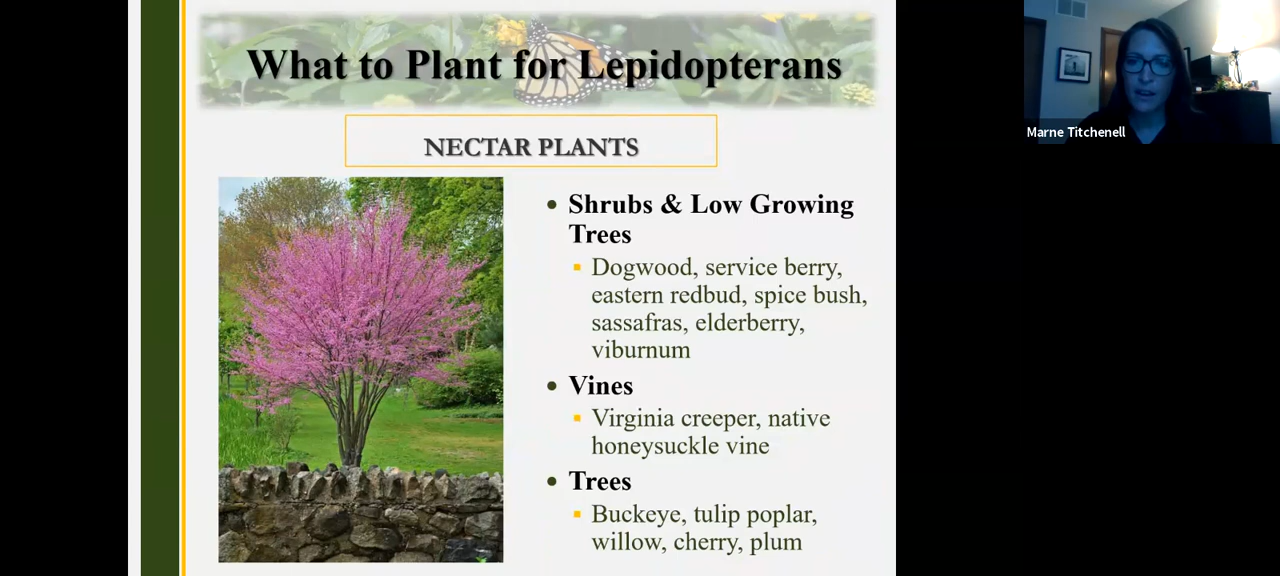 What to Plant for Lepidopterans
NECTAR PLANTS
• Shrubs & Low Growing
Trees
▪ Dogwood, service berry,
eastern redbud, spice bush,
sassafras, elderberry,
viburnum
• Vines
▪ Virginia creeper, native
honeysuckle vine
• Trees
▪ Buckeye, tulip poplar,
willow, cherry, plum
Marne Titchenell